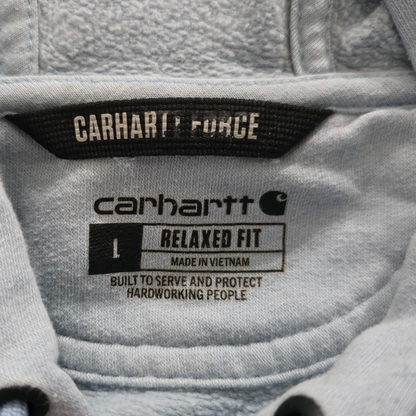 CARHARTT FORCE
carhartt
L
RELAXED FIT
MADE IN VIETNAM
BUILT TO SERVE AND PROTECT
HARDWORKING PEOPLE